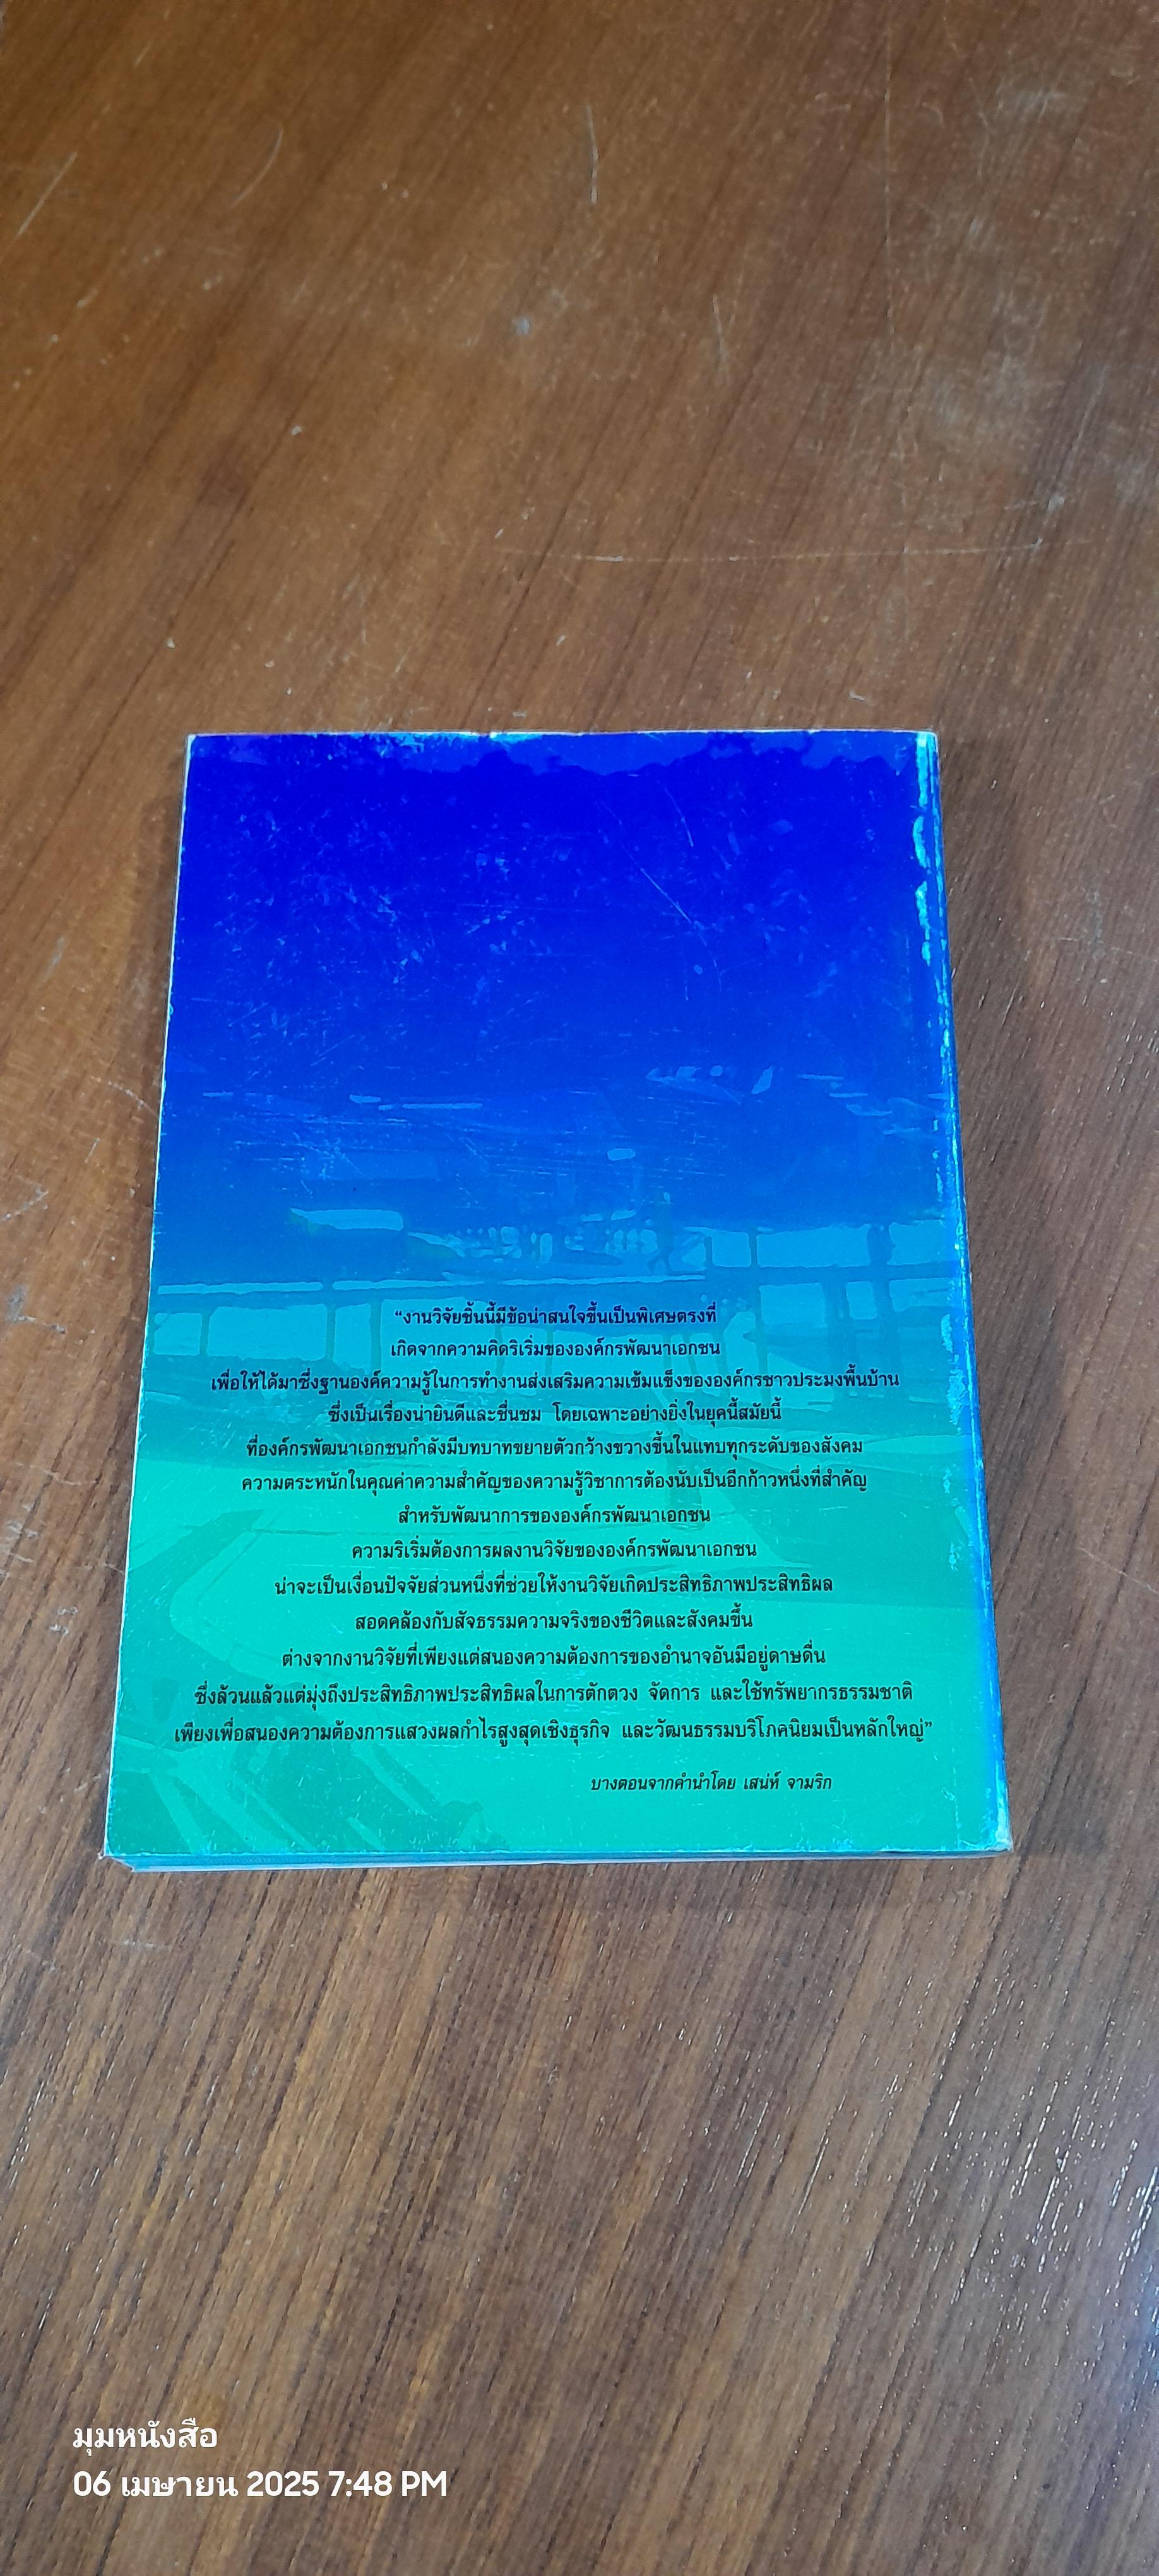 “งานวิจัยชิ้นนี้มีข้อน่าสนใจขึ้นเป็นพิเศษตรงที่
เกิดจากความคิดริเริ่มขององค์กรพัฒนาเอกชน
เพื่อให้ได้มาซึ่งฐานองค์ความรู้ในการทำงานส่งเสริมความเข้มแข็งขององค์กรชาวประมงพื้นบ้าน
ซึ่งเป็นเรื่องน่ายินดีและชื่นชม โดยเฉพาะอย่างยิ่งในยุคนี้สมัยนี้
ที่องค์กรพัฒนาเอกชนกำลังมีบทบาทขยายตัวกว้างขวางขึ้นในแทบทุกระดับของสังคม
ความตระหนักในคุณค่าความสำคัญของความรู้วิชาการต้องนับเป็นอีกก้าวหนึ่งที่สำคัญ
สำหรับพัฒนาการขององค์กรพัฒนาเอกชน
ความริเริ่มต้องการผลงานวิจัยขององค์กรพัฒนาเอกชน
น่าจะเป็นเงื่อนปัจจัยส่วนหนึ่งที่ช่วยให้งานวิจัยเกิดประสิทธิภาพประสิทธิผล
สอดคล้องกับสัจธรรมความจริงของชีวิตและสังคมขึ้น
ต่างจากงานวิจัยที่เพียงแต่สนองความต้องการของอำนาจอันมีอยู่ดาษดื่น
ซึ่งล้วนแล้วแต่มุ่งถึงประสิทธิภาพประสิทธิผลในการตักตวง จัดการ และใช้ทรัพยากรธรรมชาติ
เพียงเพื่อสนองความต้องการแสวงผลกำไรสูงสุดเชิงธุรกิจ และวัฒนธรรมบริโภคนิยมเป็นหลักใหญ่”
บางตอนจากคำนำโดย เสน่ห์ จามริก
มุมหนังสือ
06 เมษายน 2025 7:48 PM